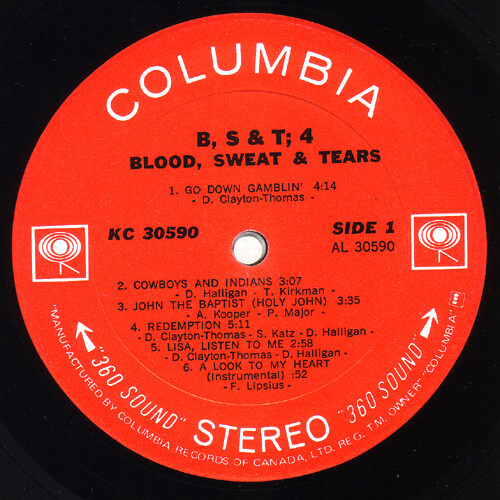 COLUMBIA
B, S & T; 4
BLOOD, SWEAT & TEARS
1. GO DOWN GAMBLIN' 4:14
- D. Clayton-Thomas -
KC 30590
SIDE 1
AL 30590
2. COWBOYS AND INDIANS 3:07
- D. Halligan - T. Kirkman -
3. JOHN THE BAPTIST (HOLY JOHN) 3:35
- A. Kooper - P. Major -
4. REDEMPTION 5:11
- D. Clayton-Thomas - S. Katz - D. Halligan -
5. LISA, LISTEN TO ME 2:58
- D. Clayton-Thomas - D. Halligan -
6. A LOOK TO MY HEART
(Instrumental) :52
- F. Lipsius -
"360 SOUND" STEREO "360 SOUND"
"MANUFACTURED BY COLUMBIA RECORDS OF CANADA, LTD. REG. T.M. OWNER "COLUMBIA"